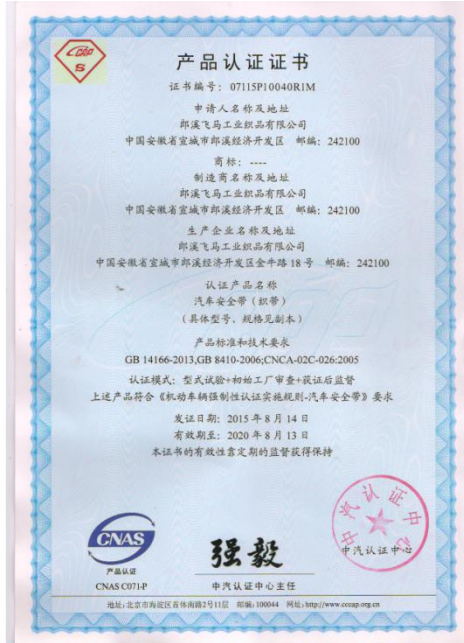 CCAP
S
产品认证证书
证书编号：07115P10040R1M
申请人名称及地址
郎溪飞马工业织品有限公司
中国安徽省宣城市郎溪经济开发区 邮编：242100
商标：----
制造商名称及地址
郎溪飞马工业织品有限公司
中国安徽省宣城市郎溪经济开发区 邮编：242100
生产企业名称及地址
郎溪飞马工业织品有限公司
中国安徽省宣城市郎溪经济开发区金牛路 18 号 邮编：242100
认证产品名称
汽车安全带（织带）
（具体型号、规格见副本）
产品标准和技术要求
GB 14166-2013,GB 8410-2006;CNCA-02C-026:2005
认证模式：型式试验+初始工厂审查+获证后监督
上述产品符合《机动车辆强制性认证实施规则-汽车安全带》要求
发证日期：2015 年 8 月 14 日
有效期至：2020 年 8 月 13 日
本证书的有效性靠定期的监督获得保持
中汽认证中心
中汽认证中心
CNAS
产品认证
CNAS C071-P
强毅
中汽认证中心主任
地址:北京市海淀区首体南路2号11层 邮编:100044 网址:http://www.cccap.org.cn